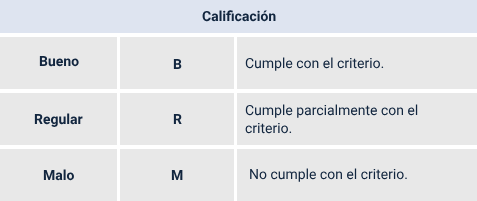 Calificación
Bueno B Cumple con el criterio.
Regular R Cumple parcialmente con el
criterio.
Malo M No cumple con el criterio.